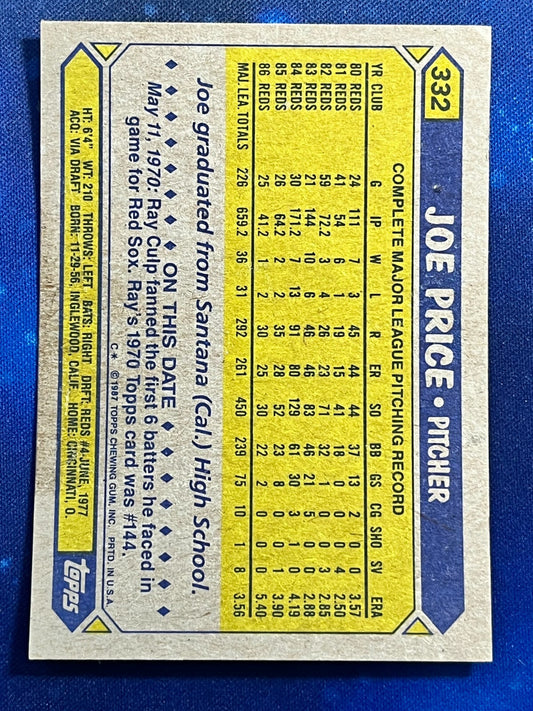 332
JOE PRICE • PITCHER
COMPLETE MAJOR LEAGUE PITCHING RECORD
YR CLUB G IP W L R ER SO BB GS CG SHO SV ERA
80 REDS 24 111 7 3 45 44 44 37 13 2 0 0 3.57
81 REDS 41 54 6 1 19 15 41 18 0 0 0 4 2.50
82 REDS 59 72.2 3 4 26 23 71 32 1 0 0 3 2.85
83 REDS 21 144 10 6 46 46 83 46 21 5 0 0 2.88
84 REDS 30 171.2 7 13 91 80 129 61 30 3 1 0 4.19
85 REDS 26 64.2 2 2 35 28 52 23 8 0 0 1 3.90
86 REDS 25 41.2 1 2 30 25 30 22 2 0 0 0 5.40
MAJ. LEA. TOTALS 226 659.2 36 31 292 261 450 239 75 10 1 8 3.56
Joe graduated from Santana (Cal.) High School.
♦ ♦ ♦ ♦ ♦ ON THIS DATE ♦ ♦ ♦ ♦ ♦
May 11, 1970: Ray Culp fanned the first 6 batters he faced in
game for Red Sox. Ray's 1970 Topps card was #144.
C* ©1987 TOPPS CHEWING GUM, INC. PRTD. IN U.S.A.
HT: 6'4" WT: 210 THROWS: LEFT BATS: RIGHT DRFT: REDS #4-JUNE, 1977
ACQ: VIA DRAFT BORN: 11-29-56, INGLEWOOD, CALIF. HOME: CINCINNATI, O.
topps